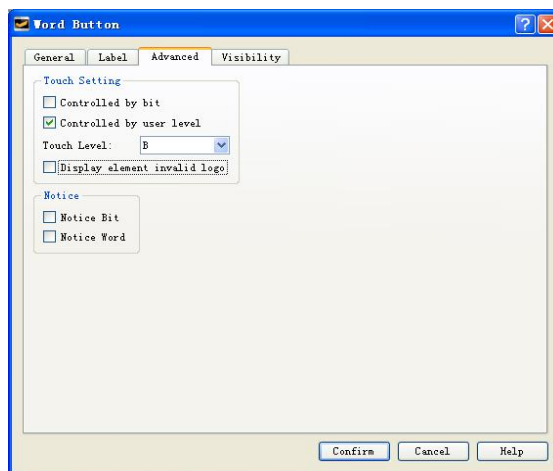 Word Button
General Label Advanced Visibility
Touch Setting
Controlled by bit
Controlled by user level
Touch Level: B
Display element invalid logo
Notice
Notice Bit
Notice Word
Confirm Cancel Help